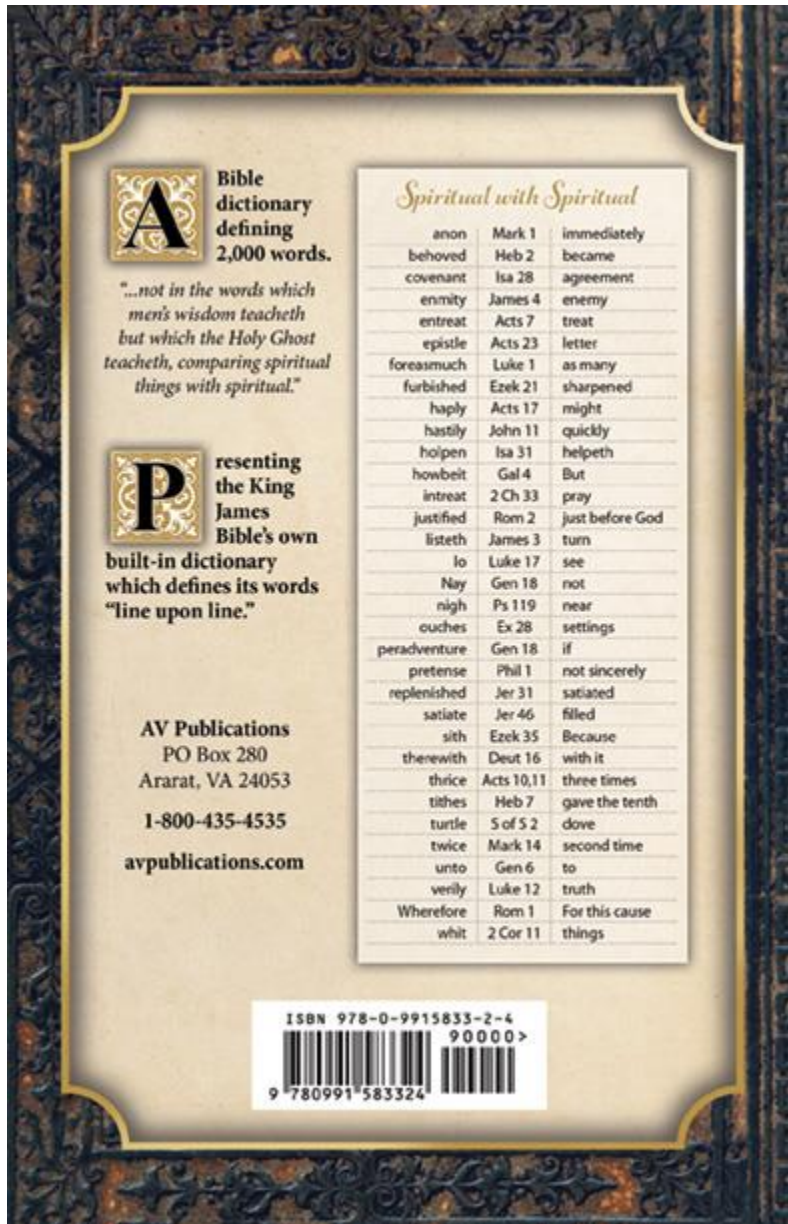 A Bible
dictionary
defining
2,000 words.
"...not in the words which
men's wisdom teacheth
but which the Holy Ghost
teacheth, comparing spiritual
things with spiritual."
Presenting
the King
James
Bible's own
built-in dictionary
which defines its words
"line upon line."
AV Publications
PO Box 280
Ararat, VA 24053
1-800-435-4535
avpublications.com
Spiritual with Spiritual
anon Mark 1 immediately
behoved Heb 2 became
covenant Isa 28 agreement
enmity James 4 enemy
entreat Acts 7 treat
epistle Acts 23 letter
foreasmuch Luke 1 as many
furbished Ezek 21 sharpened
haply Acts 17 might
hastily John 11 quickly
holpen Isa 31 helpeth
howbeit Gal 4 But
intreat 2 Ch 33 pray
justified Rom 2 just before God
listeth James 3 turn
lo Luke 17 see
Nay Gen 18 not
nigh Ps 119 near
ouches Ex 28 settings
peradventure Gen 18 if
pretense Phil 1 not sincerely
replenished Jer 31 satiated
satiate Jer 46 filled
sith Ezek 35 Because
therewith Deut 16 with it
thrice Acts 10,11 three times
tithes Heb 7 gave the tenth
turtle S of S 2 dove
twice Mark 14 second time
unto Gen 6 to
verily Luke 12 truth
Wherefore Rom 1 For this cause
whit 2 Cor 11 things
ISBN 978-0-9915833-2-4
90000>
9 780991 583324